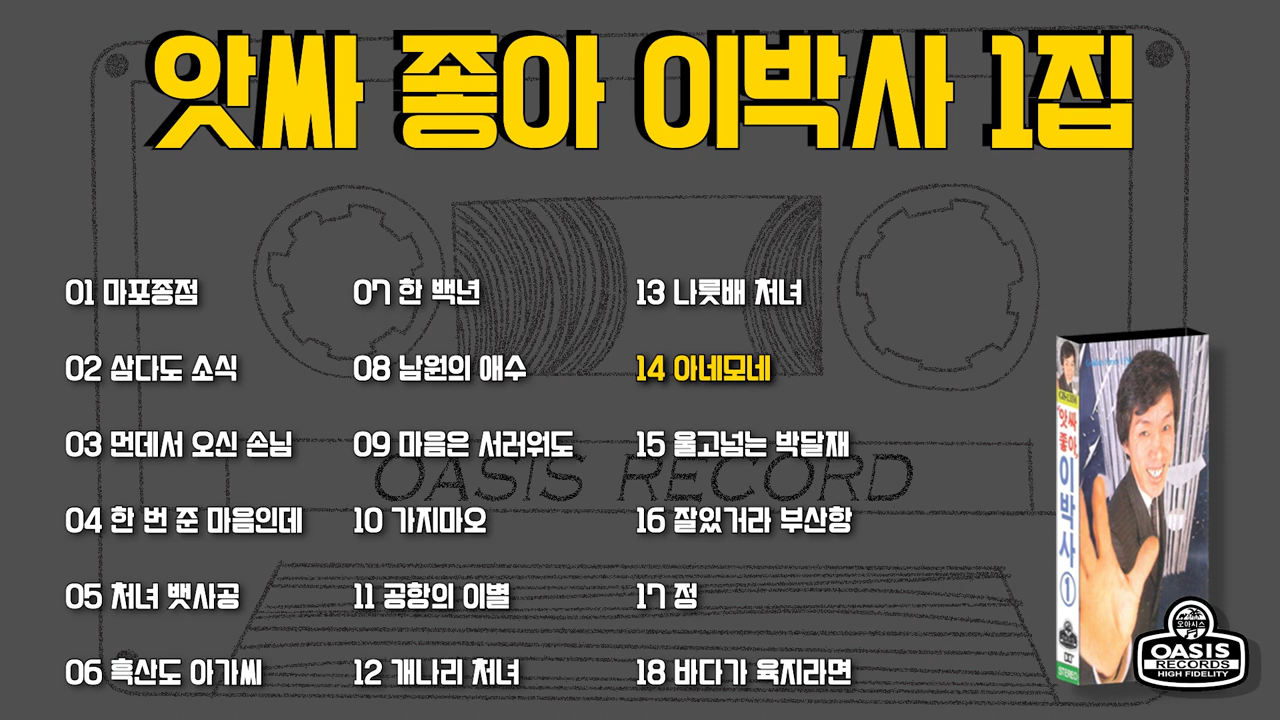 앗싸 좋아 이박사 1집
01 마포종점
02 삼다도 소식
03 먼데서 오신 손님
04 한 번 준 마음인데
05 처녀 뱃사공
06 흑산도 아가씨
07 한 백년
08 남원의 애수
09 마음은 서러워도
10 가지마오
11 공항의 이별
12 개나리 처녀
13 나룻배 처녀
14 아네모네
15 울고넘는 박달재
16 잘있거라 부산항
17 정
18 바다가 육지라면
OASIS RECORD
앗싸
좋아
이박사 ①
STEREO
오아시스
OASIS
RECORDS
HIGH FIDELITY